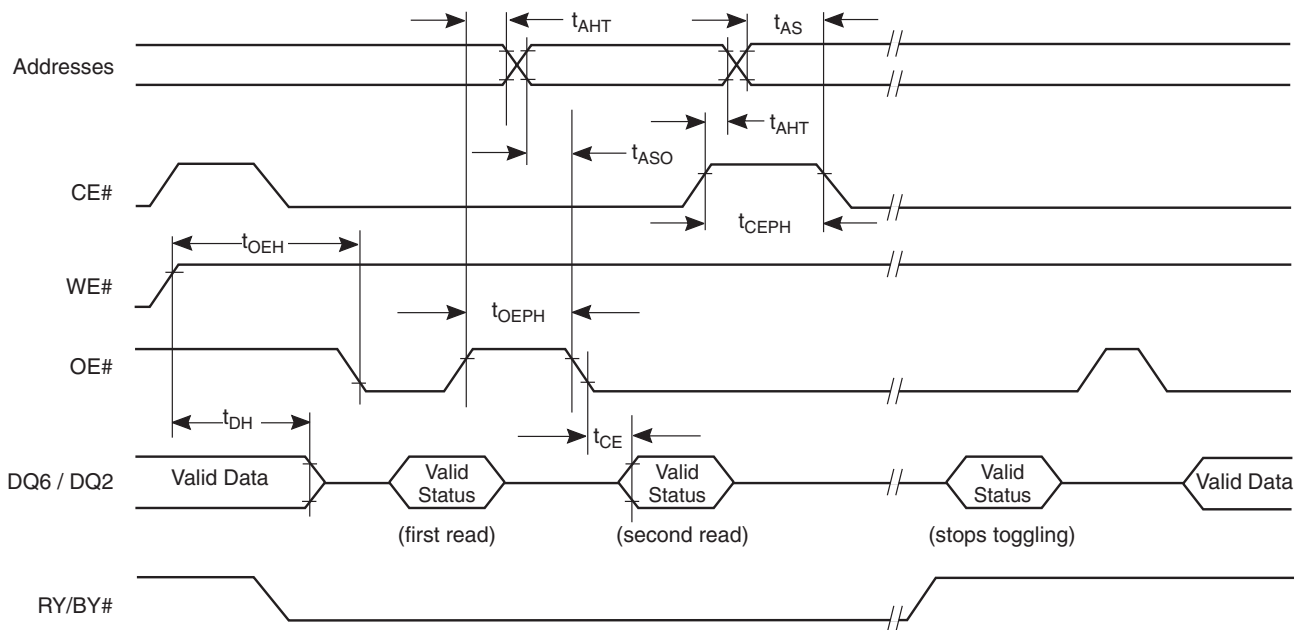 tAHT
tAS
Addresses
tAHT
tASO
CE#
tCEPH
tOEH
WE#
tOEPH
OE#
tDH
tCE
DQ6 / DQ2
Valid Data
Valid
Status
Valid
Status
Valid
Status
Valid Data
(first read)
(second read)
(stops toggling)
RY/BY#